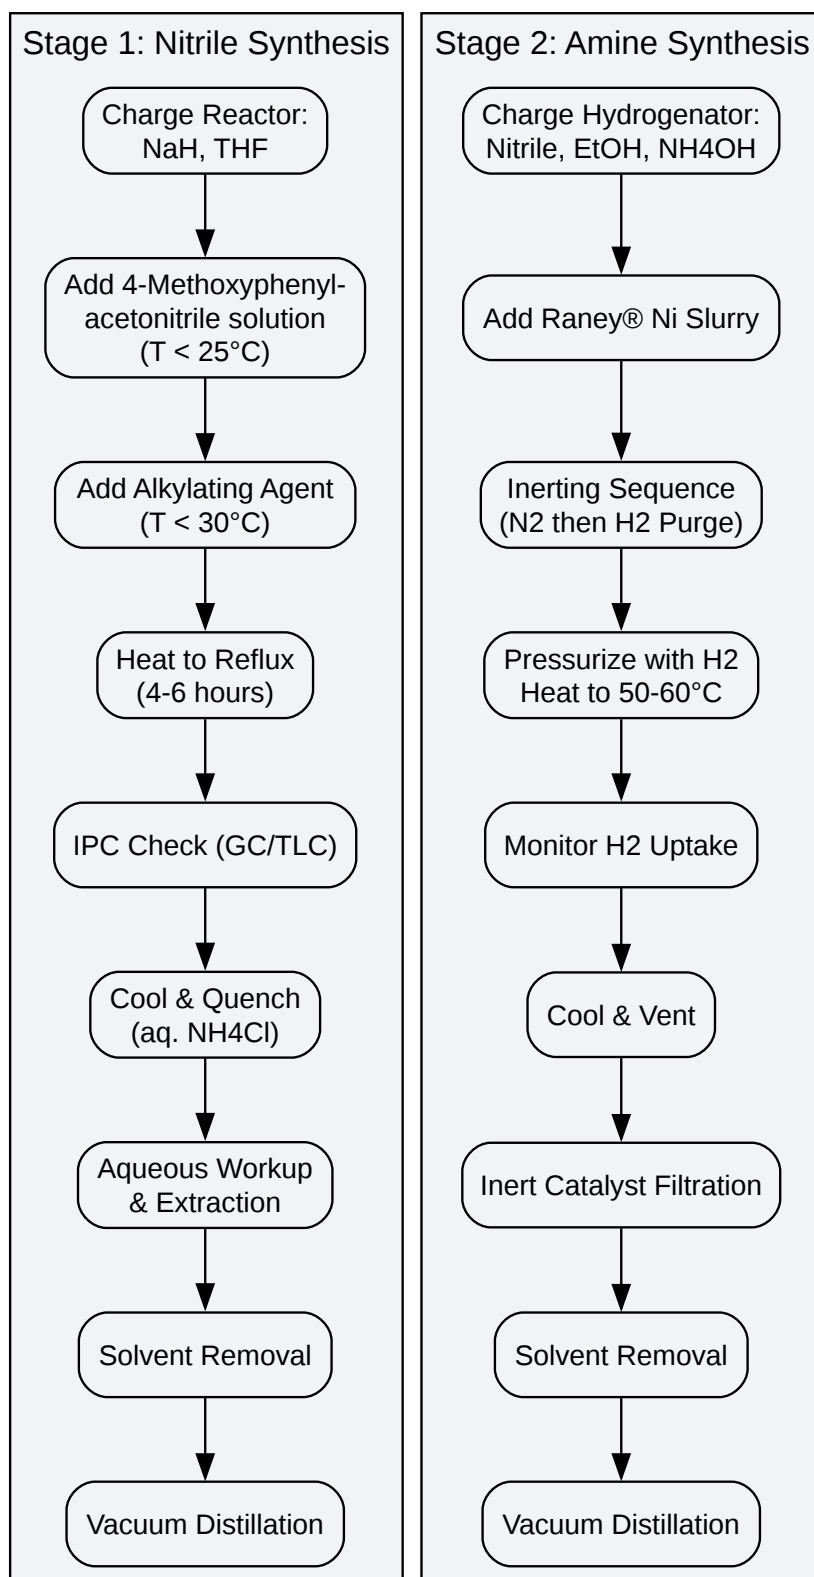 Stage 1: Nitrile Synthesis
Charge Reactor:
NaH, THF
Add 4-Methoxyphenyl-
acetonitrile solution
(T < 25°C)
Add Alkylating Agent
(T < 30°C)
Heat to Reflux
(4-6 hours)
IPC Check (GC/TLC)
Cool & Quench
(aq. NH4Cl)
Aqueous Workup
& Extraction
Solvent Removal
Vacuum Distillation
Stage 2: Amine Synthesis
Charge Hydrogenator:
Nitrile, EtOH, NH4OH
Add Raney® Ni Slurry
Inerting Sequence
(N2 then H2 Purge)
Pressurize with H2
Heat to 50-60°C
Monitor H2 Uptake
Cool & Vent
Inert Catalyst Filtration
Solvent Removal
Vacuum Distillation